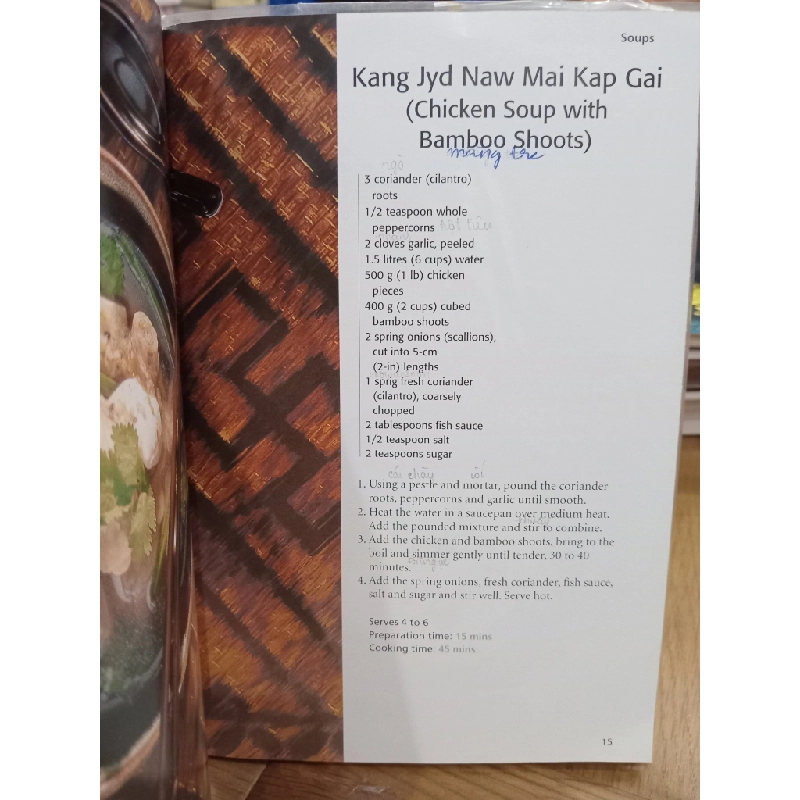 Soups
Kang Jyd Naw Mai Kap Gai
(Chicken Soup with
Bamboo Shoots)
măng tre
3 coriander (cilantro)
roots
1/2 teaspoon whole
peppercorns
2 cloves garlic, peeled
1.5 litres (6 cups) water
500 g (1 lb) chicken
pieces
400 g (2 cups) cubed
bamboo shoots
2 spring onions (scallions),
cut into 5-cm
(2-in) lengths
1 sprig fresh coriander
(cilantro), coarsely
chopped
2 tablespoons fish sauce
1/2 teaspoon salt
2 teaspoons sugar
cái chày cối
1. Using a pestle and mortar, pound the coriander
roots, peppercorns and garlic until smooth.
2. Heat the water in a saucepan over medium heat.
Add the pounded mixture and stir to combine.
3. Add the chicken and bamboo shoots, bring to the
boil and simmer gently until tender, 30 to 40
minutes.
4. Add the spring onions, fresh coriander, fish sauce,
salt and sugar and stir well. Serve hot.
Serves 4 to 6
Preparation time: 15 mins
Cooking time: 45 mins
15